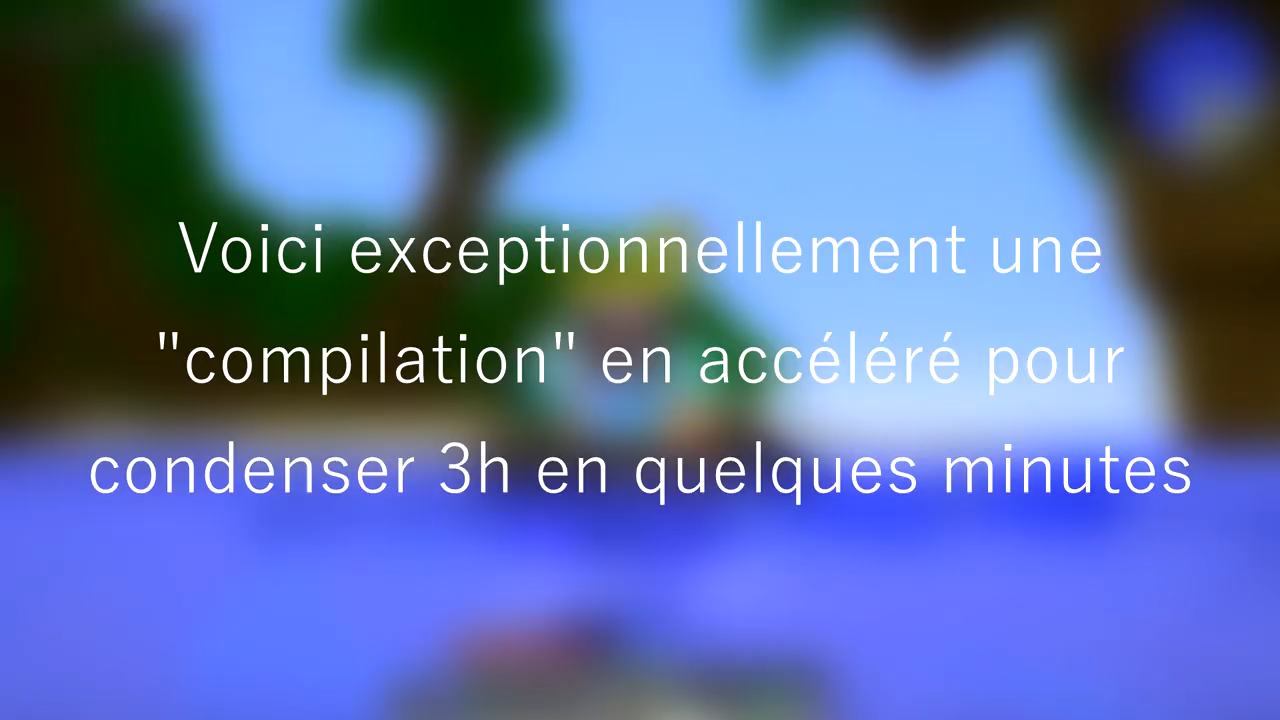 Voici exceptionnellement une
"compilation" en accéléré pour
condenser 3h en quelques minutes